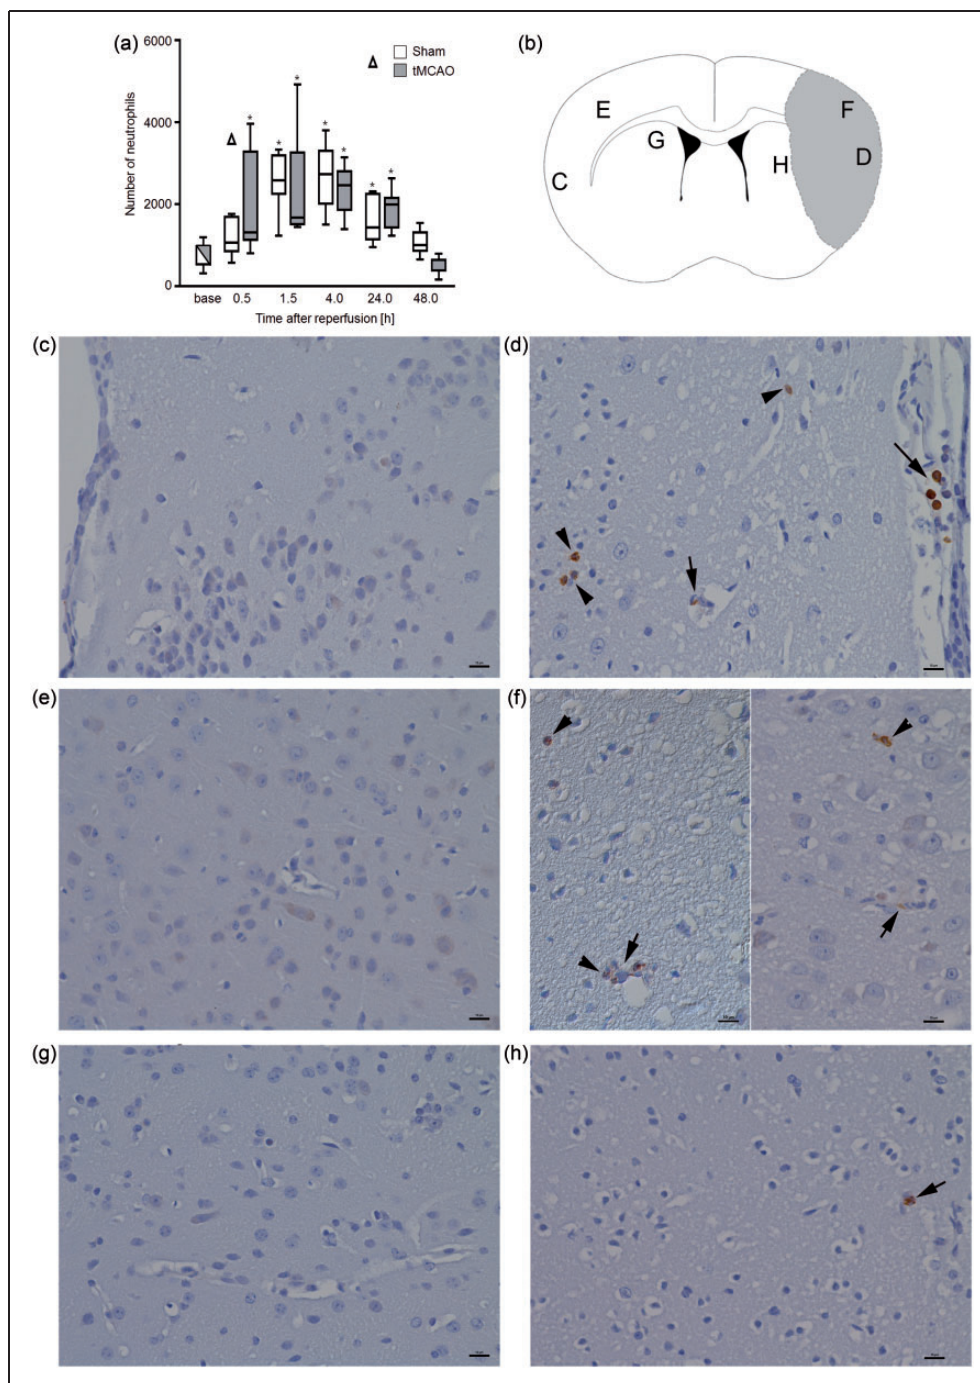 (a)
6000
4000
2000
0
Number of neutrophils
Sham
tMCAO
* * * * * *
base 0.5 1.5 4.0 24.0 48.0
Time after reperfusion [h]
(b)
E
F
G
D
H
C
(c)
(d)
(e)
(f)
(g)
(h)